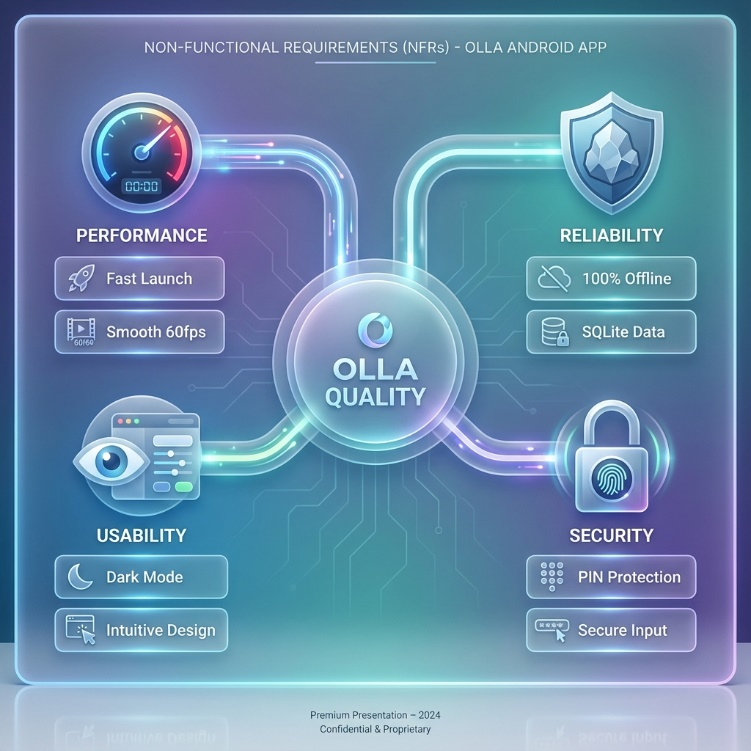 NON-FUNCTIONAL REQUIREMENTS (NFRs) - OLLA ANDROID APP
00:00
PERFORMANCE
Fast Launch
Smooth 60fps
RELIABILITY
100% Offline
SQLite Data
OLLA
QUALITY
USABILITY
Dark Mode
Intuitive Design
SECURITY
PIN Protection
Secure Input
Premium Presentation – 2024
Confidential & Proprietary